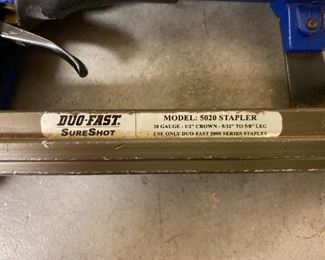 DUO-FAST.
SURESHOT
MODEL: 5020 STAPLER
20 GAUGE - 1/2" CROWN - 5/32" TO 5/8" LEG
USE ONLY DUO-FAST 5000 SERIES STAPLES